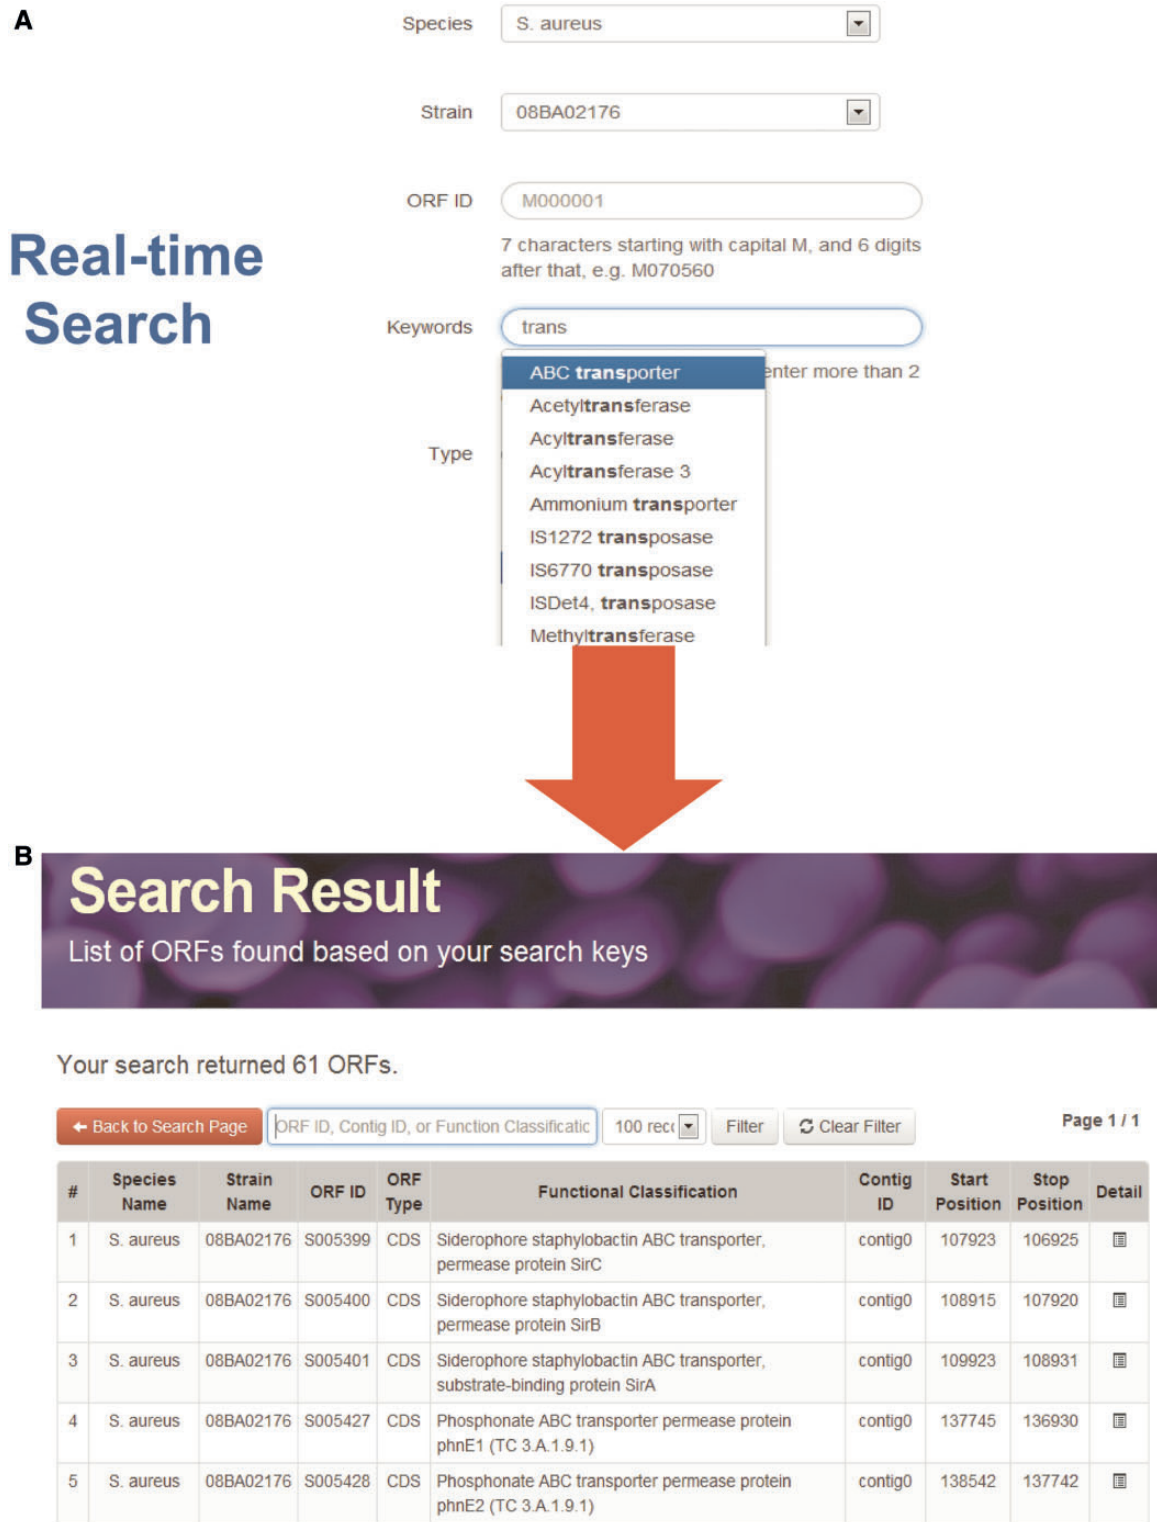 A
Species
S. aureus
Strain
08BA02176
ORF ID
M000001
7 characters starting with capital M, and 6 digits
after that, e.g. M070560
Real-time
Search
Keywords
trans
enter more than 2
ABC transporter
Acetyltransferase
Acyltransferase
Type
Acyltransferase 3
Ammonium transporter
IS1272 transposase
IS6770 transposase
ISDet4, transposase
Methyltransferase
B
Search Result
List of ORFs found based on your search keys
Your search returned 61 ORFs.
Back to Search Page ORF ID, Contig ID, or Function Classificatic 100 Filter Clear Filter Page 1 / 1
# Species Name Strain Name ORF ID ORF Type Functional Classification Contig ID Start Position Stop Position Detail
1 S. aureus 08BA02176 S005399 CDS Siderophore staphylobactin ABC transporter, contig0 107923 106925
permease protein SirC
2 S. aureus 08BA02176 S005400 CDS Siderophore staphylobactin ABC transporter, contig0 108915 107920
permease protein SirB
3 S. aureus 08BA02176 S005401 CDS Siderophore staphylobactin ABC transporter, contig0 109923 108931
substrate-binding protein SirA
4 S. aureus 08BA02176 S005427 CDS Phosphonate ABC transporter permease protein contig0 137745 136930
phnE1 (TC 3.A.1.9.1)
5 S. aureus 08BA02176 S005428 CDS Phosphonate ABC transporter permease protein contig0 138542 137742
phnE2 (TC 3.A.1.9.1)